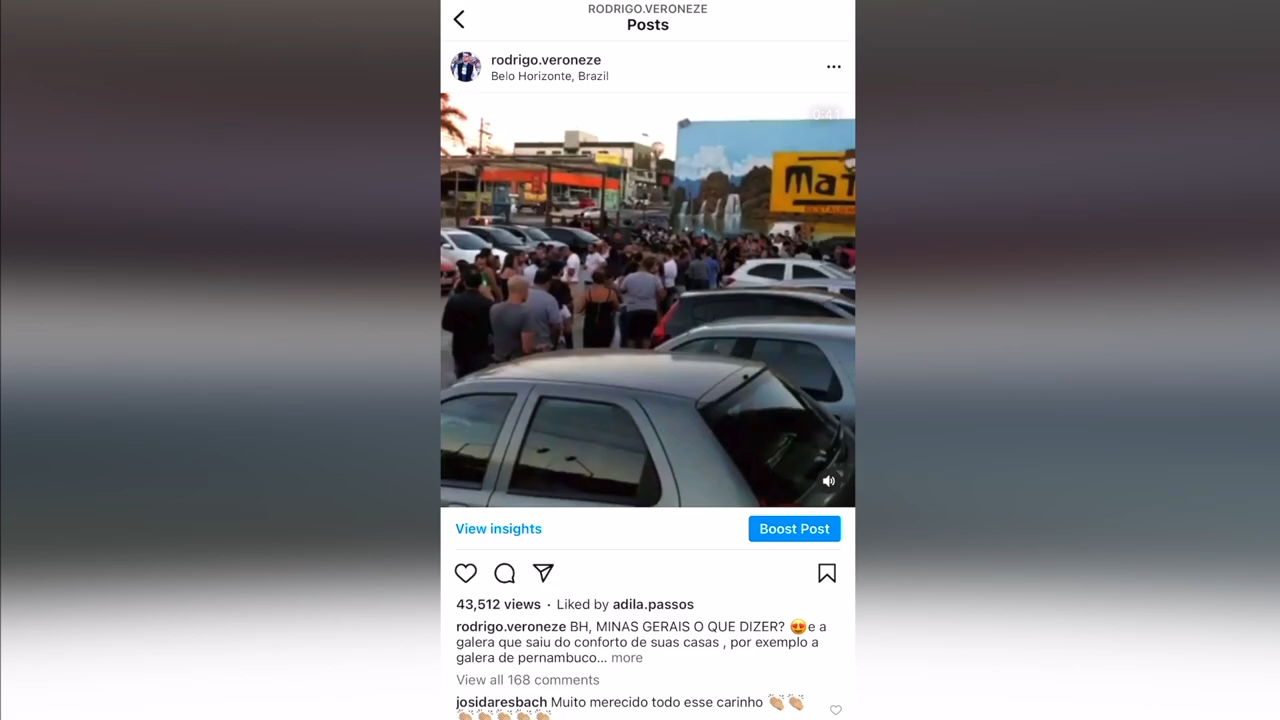 RODRIGO.VERONEZE
Posts
rodrigo.veroneze
Belo Horizonte, Brazil
0:41
View insights
Boost Post
43,512 views · Liked by adila.passos
rodrigo.veroneze BH, MINAS GERAIS O QUE DIZER? 😍e a
galera que saiu do conforto de suas casas , por exemplo a
galera de pernambuco... more
View all 168 comments
josidaresbach Muito merecido todo esse carinho 👏🏼👏🏼
👏🏼👏🏼👏🏼👏🏼👏🏼